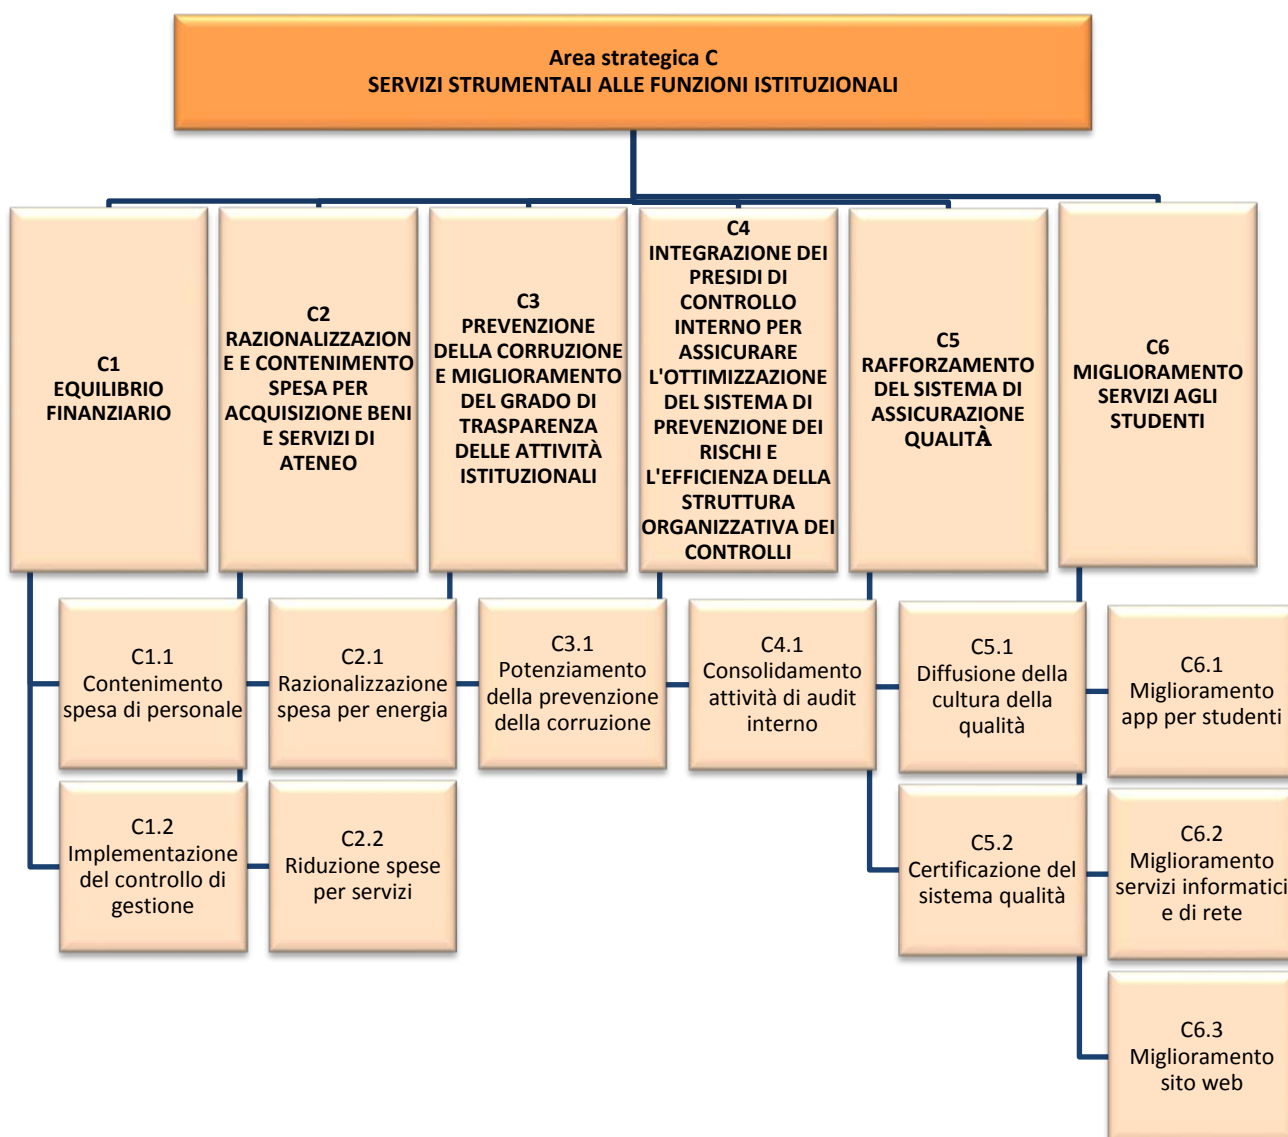 Area strategica C
SERVIZI STRUMENTALI ALLE FUNZIONI ISTITUZIONALI
C1
EQUILIBRIO
FINANZIARIO
C2
RAZIONALIZZAZION
E E CONTENIMENTO
SPESA PER
ACQUISIZIONE BENI
E SERVIZI DI
ATENEO
C3
PREVENZIONE
DELLA CORRUZIONE
E MIGLIORAMENTO
DEL GRADO DI
TRASPARENZA
DELLE ATTIVITÀ
ISTITUZIONALI
C4
INTEGRAZIONE DEI
PRESIDI DI
CONTROLLO
INTERNO PER
ASSICURARE
L'OTTIMIZZAZIONE
DEL SISTEMA DI
PREVENZIONE DEI
RISCHI E
L'EFFICIENZA DELLA
STRUTTURA
ORGANIZZATIVA DEI
CONTROLLI
C5
RAFFORZAMENTO
DEL SISTEMA DI
ASSICURAZIONE
QUALITÀ
C6
MIGLIORAMENTO
SERVIZI AGLI
STUDENTI
C1.1
Contenimento
spesa di personale
C2.1
Razionalizzazione
spesa per energia
C3.1
Potenziamento
della prevenzione
della corruzione
C4.1
Consolidamento
attività di audit
interno
C5.1
Diffusione della
cultura della
qualità
C6.1
Miglioramento
app per studenti
C1.2
Implementazione
del controllo di
gestione
C2.2
Riduzione spese
per servizi
C5.2
Certificazione del
sistema qualità
C6.2
Miglioramento
servizi informatici
e di rete
C6.3
Miglioramento
sito web